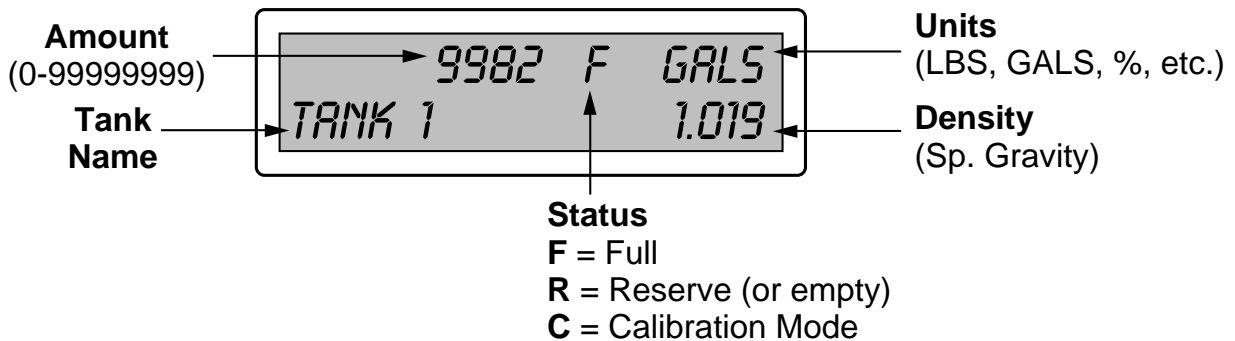 Amount
(0-99999999)
Tank
Name
9982 F GALS
TANK 1 1.019
Units
(LBS, GALS, %, etc.)
Density
(Sp. Gravity)
Status
F = Full
R = Reserve (or empty)
C = Calibration Mode